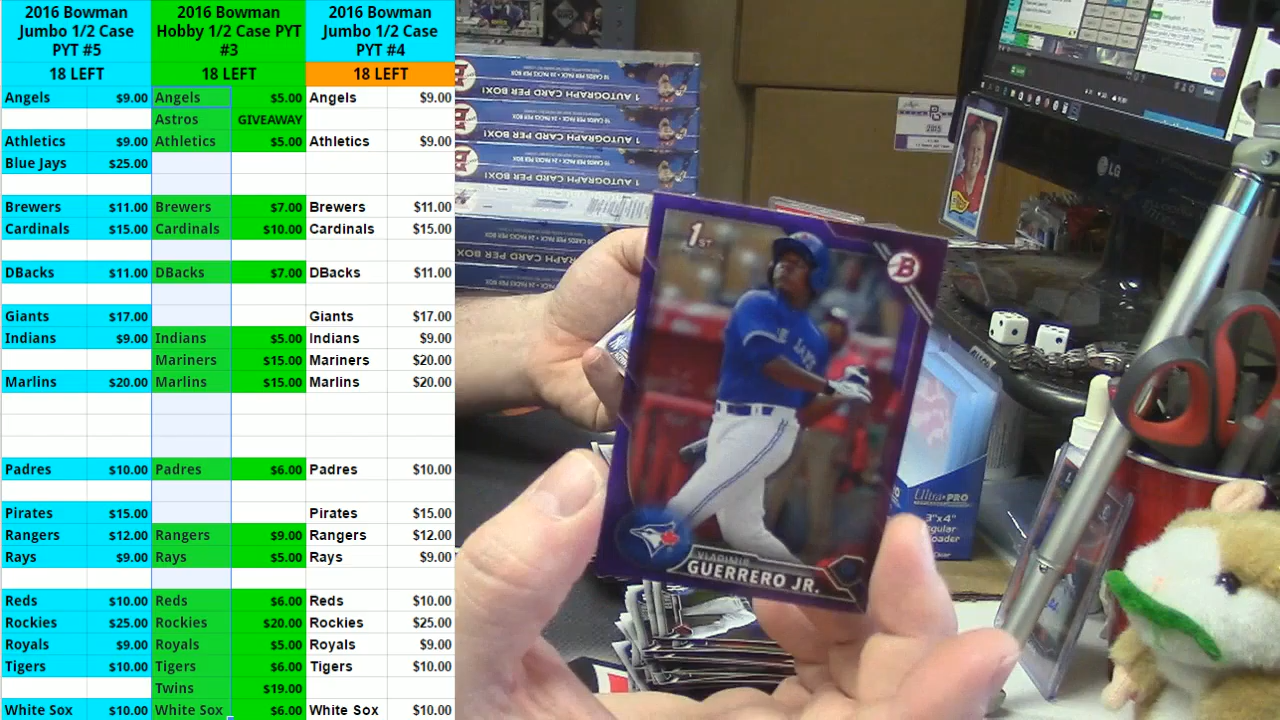 2016 Bowman
Jumbo 1/2 Case
PYT #5
2016 Bowman
Hobby 1/2 Case PYT
#3
2016 Bowman
Jumbo 1/2 Case
PYT #4
18 LEFT 18 LEFT 18 LEFT
Angels $9.00 Angels $5.00 Angels $9.00
Astros GIVEAWAY
Athletics $9.00 Athletics $5.00 Athletics $9.00
Blue Jays $25.00
Brewers $11.00 Brewers $7.00 Brewers $11.00
Cardinals $15.00 Cardinals $10.00 Cardinals $15.00
DBacks $11.00 DBacks $7.00 DBacks $11.00
Giants $17.00 Giants $17.00
Indians $9.00 Indians $5.00 Indians $9.00
Mariners $15.00 Mariners $20.00
Marlins $20.00 Marlins $15.00 Marlins $20.00
Padres $10.00 Padres $6.00 Padres $10.00
Pirates $15.00 Pirates $15.00
Rangers $12.00 Rangers $9.00 Rangers $12.00
Rays $9.00 Rays $5.00 Rays $9.00
Reds $10.00 Reds $6.00 Reds $10.00
Rockies $25.00 Rockies $20.00 Rockies $25.00
Royals $9.00 Royals $5.00 Royals $9.00
Tigers $10.00 Tigers $6.00 Tigers $10.00
Twins $19.00
White Sox $10.00 White Sox $6.00 White Sox $10.00
1 AUTOGRAPH CARD PER BOX!
1 AUTOGRAPH CARD PER BOX!
1 AUTOGRAPH CARD PER BOX!
1 AUTOGRAPH
LG
1ST
B
VLADIMIR
GUERRERO JR.
Ultra·PRO
3"x4"